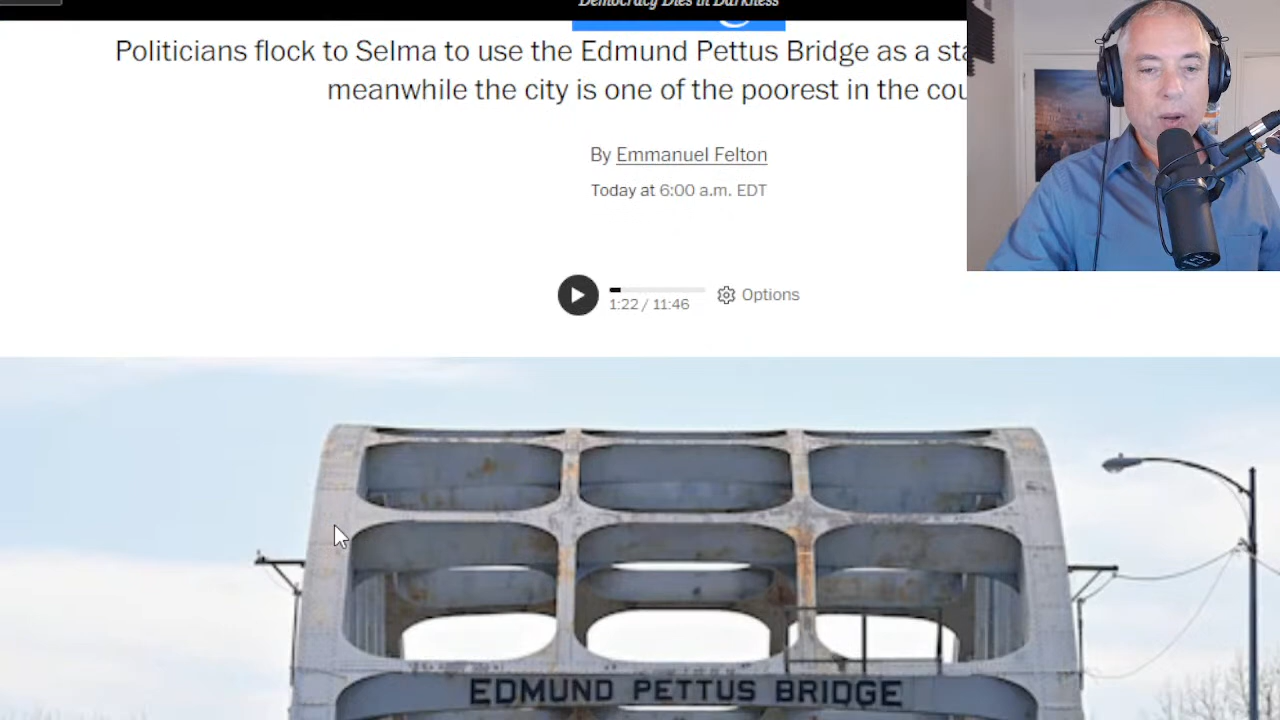 Democracy Dies in Darkness
Politicians flock to Selma to use the Edmund Pettus Bridge as a
meanwhile the city is one of the poorest in the
By Emmanuel Felton
Today at 6:00 a.m. EDT
1:22 / 11:46
Options
EDMUND PETTUS BRIDGE